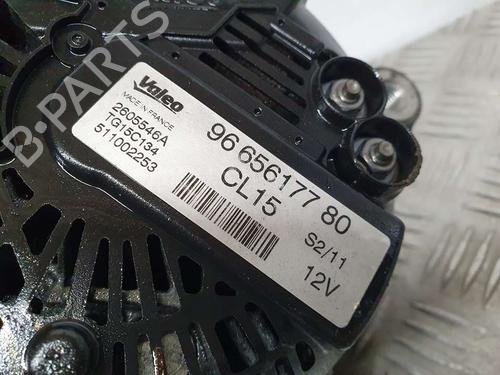 B-PARTS
Valeo
MADE IN FRANCE
2605546A
TG15C134
511002253
96 656177 80
CL15
S2/11
12V